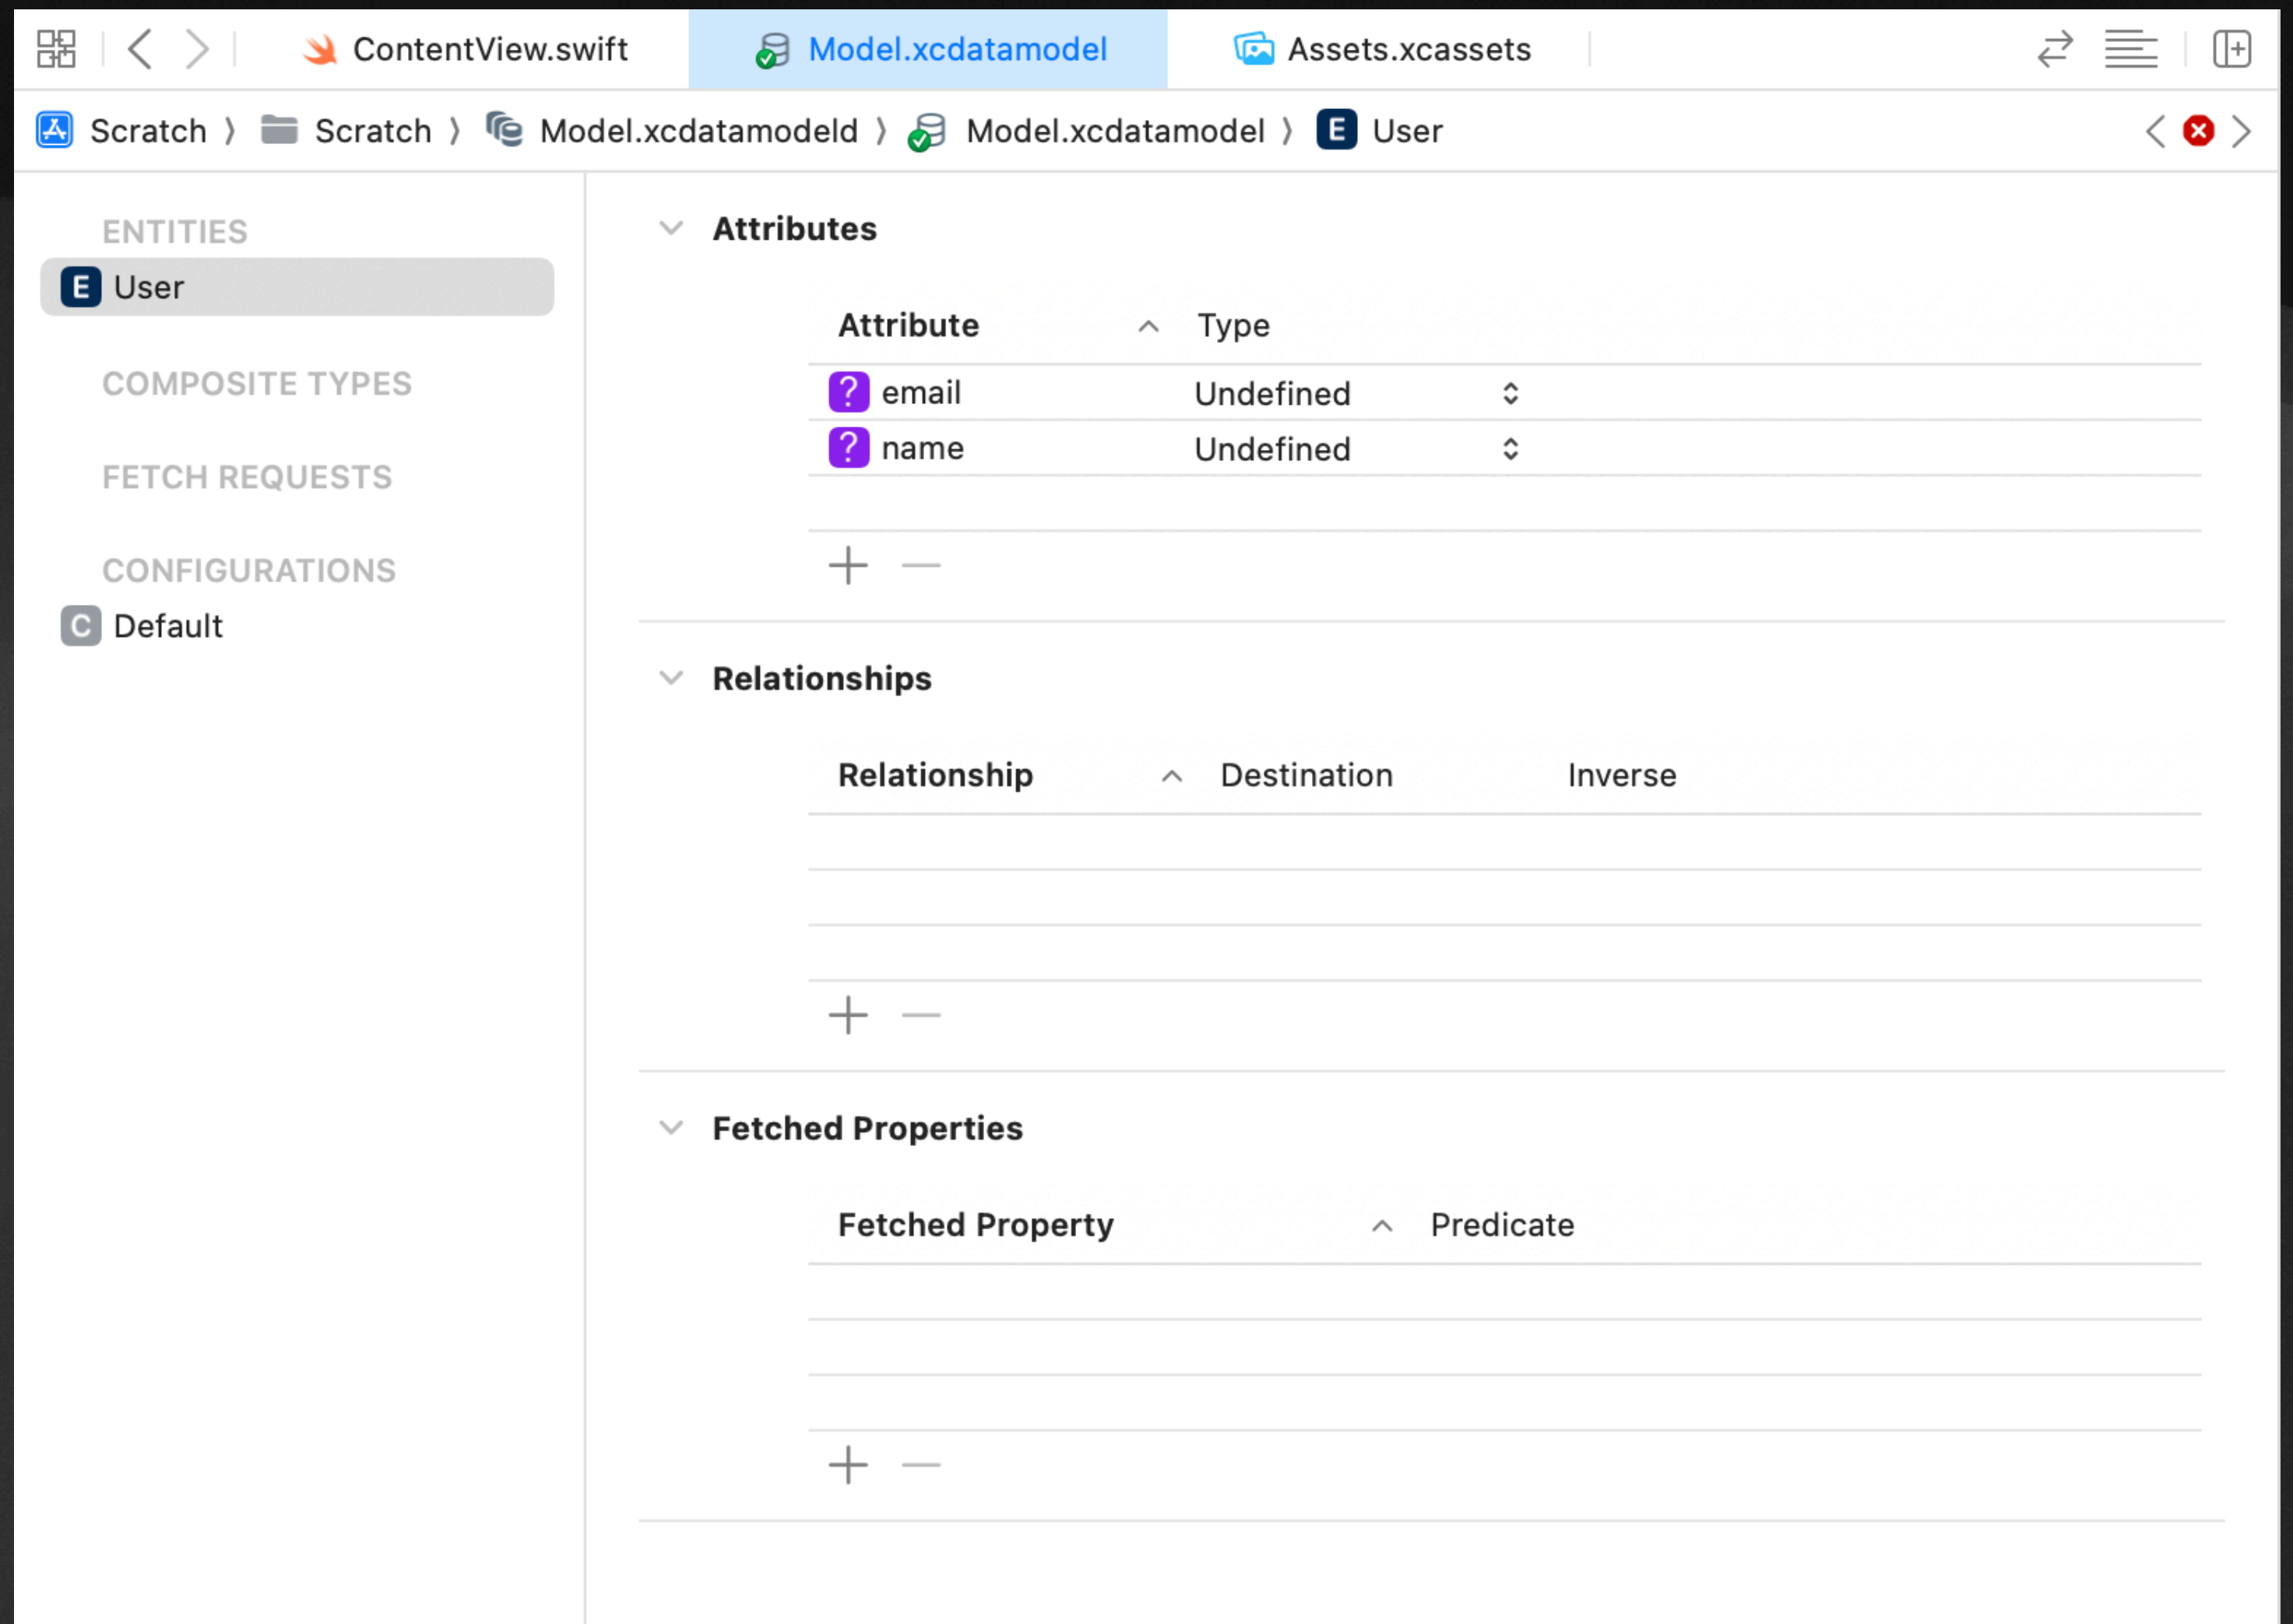 ContentView.swift Model.xcdatamodel Assets.xcassets
Scratch Scratch Model.xcdatamodeld Model.xcdatamodel E User
ENTITIES
E User
COMPOSITE TYPES
FETCH REQUESTS
CONFIGURATIONS
C Default
Attributes
Attribute Type
? email Undefined
? name Undefined
Relationships
Relationship Destination Inverse
Fetched Properties
Fetched Property Predicate